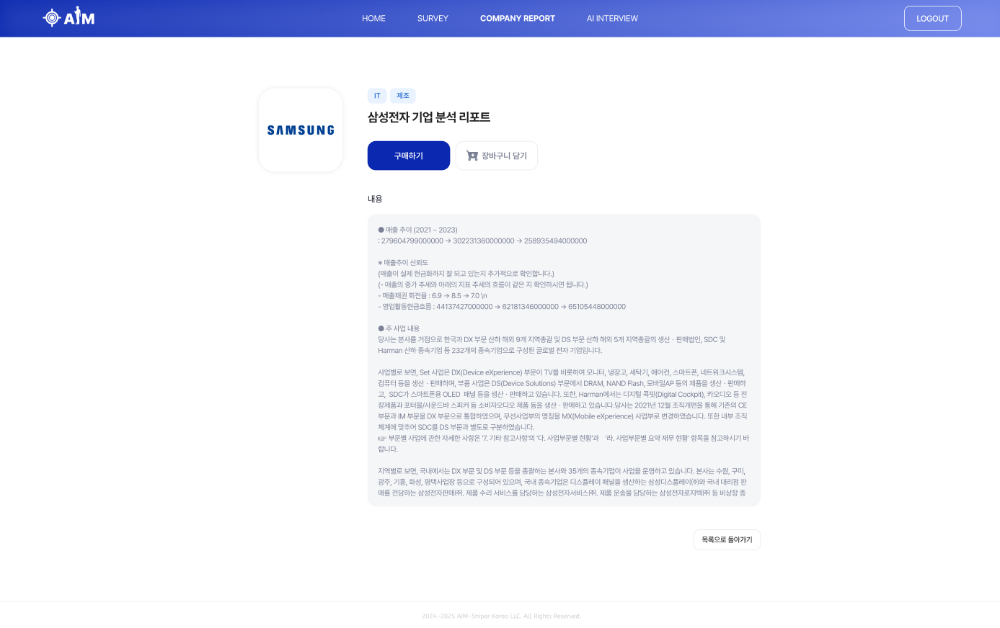 AIM
HOME
SURVEY
COMPANY REPORT
AI INTERVIEW
LOGOUT
SAMSUNG
IT
제조
삼성전자 기업 분석 리포트
구매하기
장바구니 담기
내용
● 매출 추이 (2021 ~ 2023)
: 279604799000000 → 302231360000000 → 258935494000000
※ 매출추이 신뢰도
(매출이 실제 현금화까지 잘 되고 있는지 추가적으로 확인합니다.)
(- 매출의 증가 추세와 아래의 지표 추세의 흐름이 같은 지 확인하시면 됩니다.)
- 매출채권 회전율 : 6.9 → 8.5 → 7.0 \n
- 영업활동현금흐름 : 44137427000000 → 62181346000000 → 65105448000000
● 주 사업 내용
당사는 본사를 거점으로 한국과 DX 부문 산하 해외 9개 지역총괄 및 DS 부문 산하 해외 5개 지역총괄의 생산ㆍ판매법인, SDC 및
Harman 산하 종속기업 등 232개의 종속기업으로 구성된 글로벌 전자 기업입니다.
사업별로 보면, Set 사업은 DX(Device eXperience) 부문이 TV를 비롯하여 모니터, 냉장고, 세탁기, 에어컨, 스마트폰, 네트워크시스템,
컴퓨터 등을 생산ㆍ판매하며, 부품 사업은 DS(Device Solutions) 부문에서 DRAM, NAND Flash, 모바일AP 등의 제품을 생산ㆍ판매하
고,  SDC가 스마트폰용 OLED  패널 등을 생산ㆍ판매하고 있습니다. 또한, Harman에서는 디지털 콕핏(Digital Cockpit), 카오디오 등 전
장제품과 포터블/사운드바 스피커 등 소비자오디오 제품 등을 생산ㆍ판매하고 있습니다.당사는 2021년 12월 조직개편을 통해 기존의 CE
부문과 IM 부문을 DX 부문으로 통합하였으며, 무선사업부의 명칭을 MX(Mobile eXperience) 사업부로 변경하였습니다. 또한 내부 조직
체계에 맞추어 SDC를 DS 부문과 별도로 구분하였습니다.
☞ 부문별 사업에 관한 자세한 사항은 '7. 기타 참고사항'의 '다. 사업부문별 현황'과   '라. 사업부문별 요약 재무 현황' 항목을 참고하시기 바
랍니다.
지역별로 보면, 국내에서는 DX 부문 및 DS 부문 등을 총괄하는 본사와 35개의 종속기업이 사업을 운영하고 있습니다. 본사는 수원, 구미,
광주, 기흥, 화성, 평택사업장 등으로 구성되어 있으며, 국내 종속기업은 디스플레이 패널을 생산하는 삼성디스플레이㈜와 국내 대리점 판
매를 전담하는 삼성전자판매㈜, 제품 수리 서비스를 담당하는 삼성전자서비스㈜, 제품 운송을 담당하는 삼성전자로지텍㈜ 등 비상장 종
목록으로 돌아가기
2024-2025 AIM-Sniper Korea LLC. All Rights Reserved.